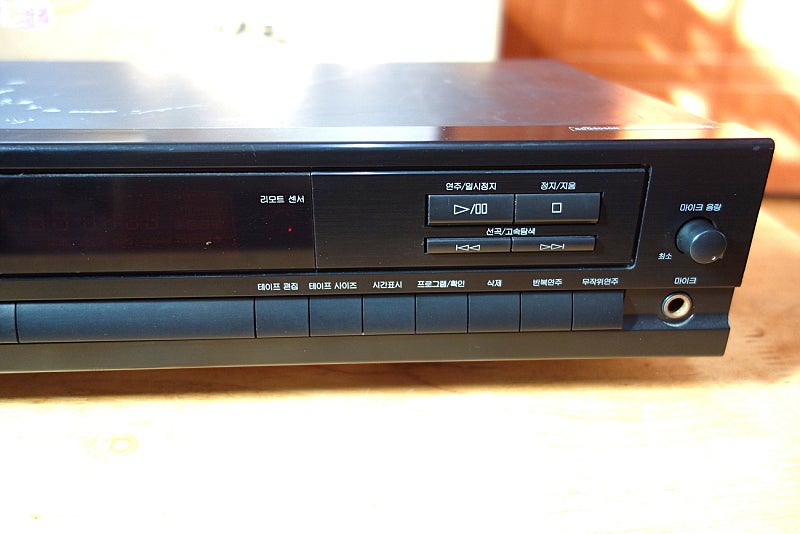 연주/일시정지 정지/지움
리모트 센서
마이크 음량
선곡/고속탐색
최소
테이프 편집 테이프 사이즈 시간표시 프로그램/확인 삭제 반복연주 무작위연주
마이크